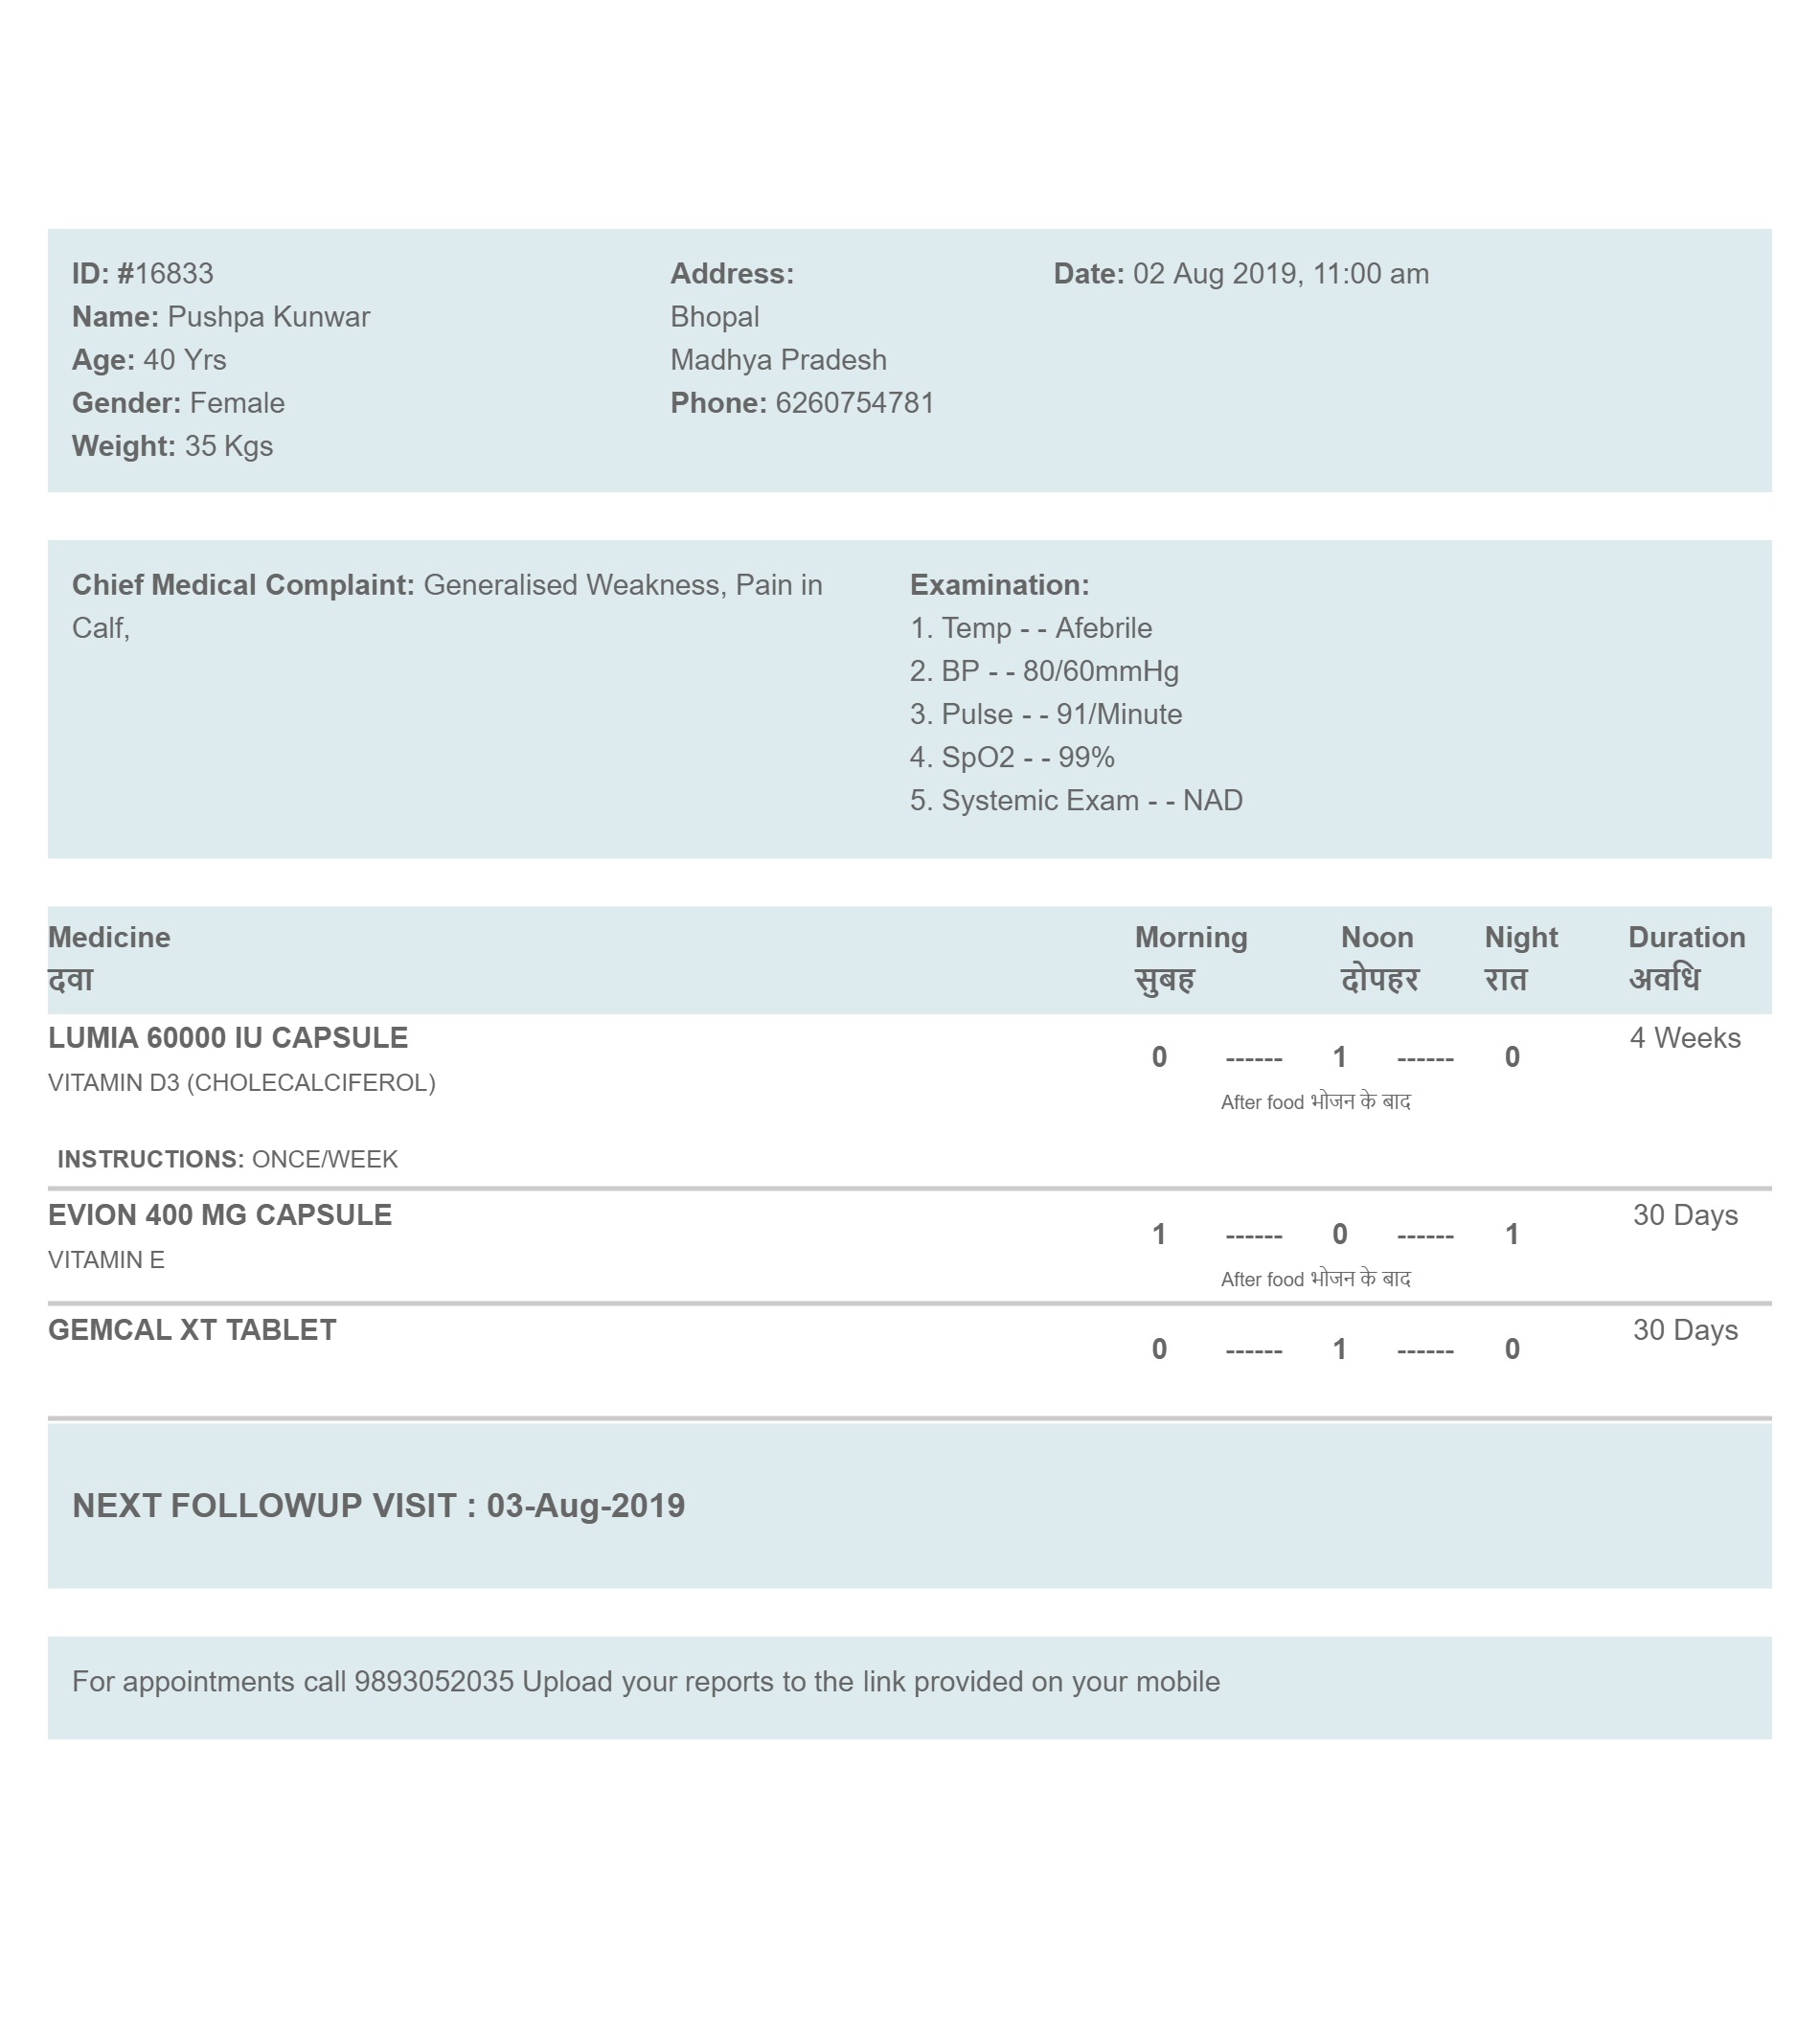 ID: #16833
Name: Pushpa Kunwar
Age: 40 Yrs
Gender: Female
Weight: 35 Kgs
Address:
Bhopal
Madhya Pradesh
Phone: 6260754781
Date: 02 Aug 2019, 11:00 am
Chief Medical Complaint: Generalised Weakness, Pain in
Calf,
Examination:
1. Temp - - Afebrile
2. BP - - 80/60mmHg
3. Pulse - - 91/Minute
4. SpO2 - - 99%
5. Systemic Exam - - NAD
Medicine Morning Noon Night Duration
दवा सुबह दोपहर रात अवधि
LUMIA 60000 IU CAPSULE 4 Weeks
0 ------ 1 ------ 0
VITAMIN D3 (CHOLECALCIFEROL)
After food भोजन के बाद
INSTRUCTIONS: ONCE/WEEK
EVION 400 MG CAPSULE 30 Days
1 ------ 0 ------ 1
VITAMIN E
After food भोजन के बाद
GEMCAL XT TABLET 30 Days
0 ------ 1 ------ 0
NEXT FOLLOWUP VISIT : 03-Aug-2019
For appointments call 9893052035 Upload your reports to the link provided on your mobile